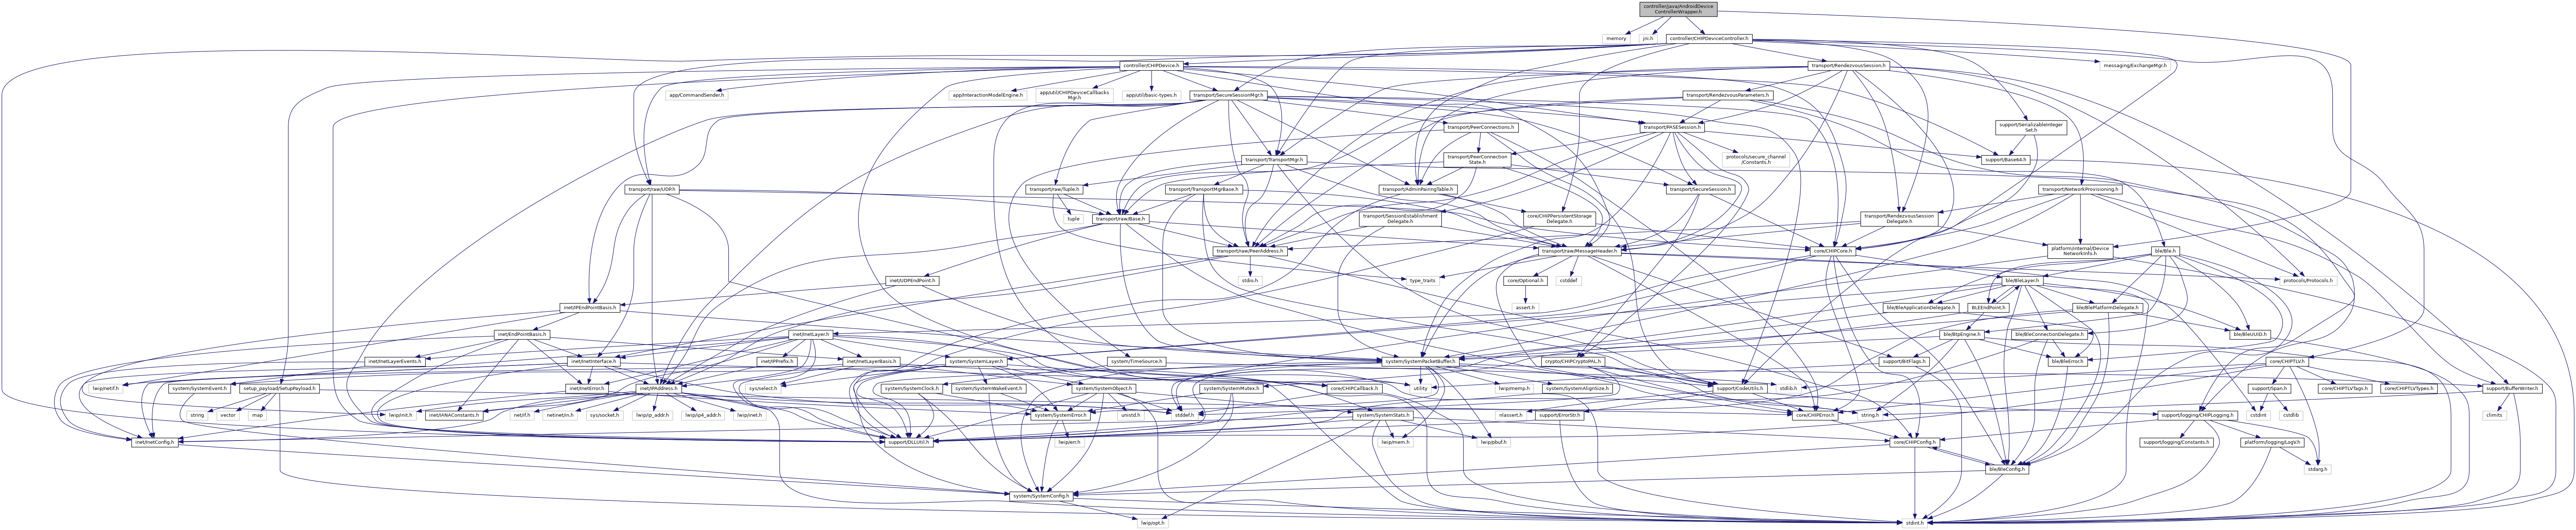 controller/java/AndroidDevice
ControllerWrapper.h
memory
jni.h
controller/CHIPDeviceController.h
controller/CHIPDevice.h
transport/RendezvousSession.h
messaging/ExchangeMgr.h
app/CommandSender.h
app/InteractionModelEngine.h
app/util/CHIPDeviceCallbacks
Mgr.h
app/util/basic-types.h
transport/SecureSessionMgr.h
transport/RendezvousParameters.h
transport/PeerConnections.h
transport/PASESession.h
support/SerializableInteger
Set.h
transport/TransportMgr.h
transport/PeerConnection
State.h
protocols/secure_channel
/Constants.h
support/Base64.h
transport/raw/UDP.h
transport/raw/Tuple.h
transport/TransportMgrBase.h
transport/AdminPairingTable.h
transport/SecureSession.h
transport/NetworkProvisioning.h
tuple
transport/raw/Base.h
transport/SessionEstablishment
Delegate.h
core/CHIPPersistentStorage
Delegate.h
transport/RendezvousSession
Delegate.h
transport/raw/PeerAddress.h
transport/raw/MessageHeader.h
core/CHIPCore.h
platform/internal/Device
NetworkInfo.h
ble/Ble.h
inet/UDPEndPoint.h
stdio.h
type_traits
core/Optional.h
cstddef
ble/BleLayer.h
protocols/Protocols.h
inet/IPEndPointBasis.h
assert.h
ble/BleApplicationDelegate.h
BLEEndPoint.h
ble/BlePlatformDelegate.h
inet/EndPointBasis.h
inet/InetLayer.h
ble/BtpEngine.h
ble/BleConnectionDelegate.h
ble/BleUUID.h
inet/InetLayerEvents.h
inet/InetInterface.h
inet/IPPrefix.h
inet/InetLayerBasis.h
system/SystemLayer.h
system/TimeSource.h
system/SystemPacketBuffer.h
crypto/CHIPCryptoPAL.h
support/BitFlags.h
ble/BleError.h
core/CHIPTLV.h
lwip/netif.h
system/SystemEvent.h
setup_payload/SetupPayload.h
inet/InetError.h
inet/IPAddress.h
sys/select.h
system/SystemClock.h
system/SystemWakeEvent.h
system/SystemObject.h
system/SystemMutex.h
core/CHIPCallback.h
utility
lwip/memp.h
system/SystemAlignSize.h
support/CodeUtils.h
stdlib.h
support/Span.h
core/CHIPTLVTags.h
core/CHIPTLVTypes.h
support/BufferWriter.h
string
vector
map
lwip/init.h
inet/IANAConstants.h
net/if.h
netinet/in.h
sys/socket.h
lwip/ip_addr.h
lwip/ip4_addr.h
lwip/inet.h
system/SystemError.h
unistd.h
stddef.h
system/SystemStats.h
nlassert.h
support/ErrorStr.h
core/CHIPError.h
string.h
support/logging/CHIPLogging.h
cstdint
cstdlib
climits
inet/InetConfig.h
support/DLLUtil.h
lwip/err.h
lwip/mem.h
lwip/pbuf.h
core/CHIPConfig.h
support/logging/Constants.h
platform/logging/LogV.h
ble/BleConfig.h
stdarg.h
system/SystemConfig.h
lwip/opt.h
stdint.h